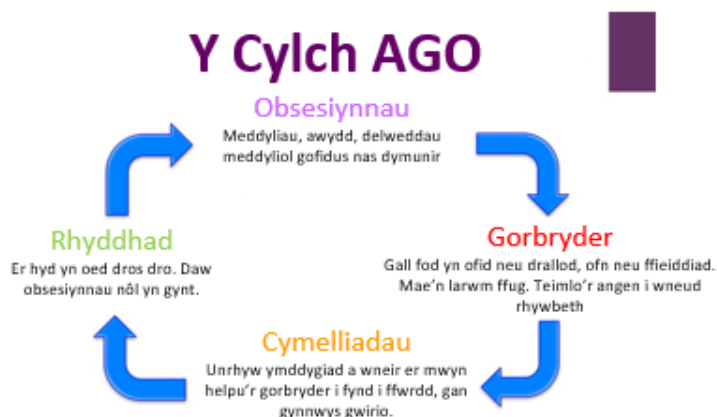 Y Cylch AGO
Obsesiynnau
Meddyliau, awydd, delweddau
meddyliol gofidus nas dymunir
Gorbryder
Gall fod yn ofid neu drallod, ofn neu ffieiddiad.
Mae'n larwm ffug. Teimlo'r angen i wneud
rhywbeth
Cymelliadau
Unrhyw ymddygiad a wneir er mwyn
helpu'r gorbryder i fynd i ffwrdd, gan
gynnwys gwirio.
Rhyddhad
Er hyd yn oed dros dro. Daw
obsesiynnau nôl yn gynt.